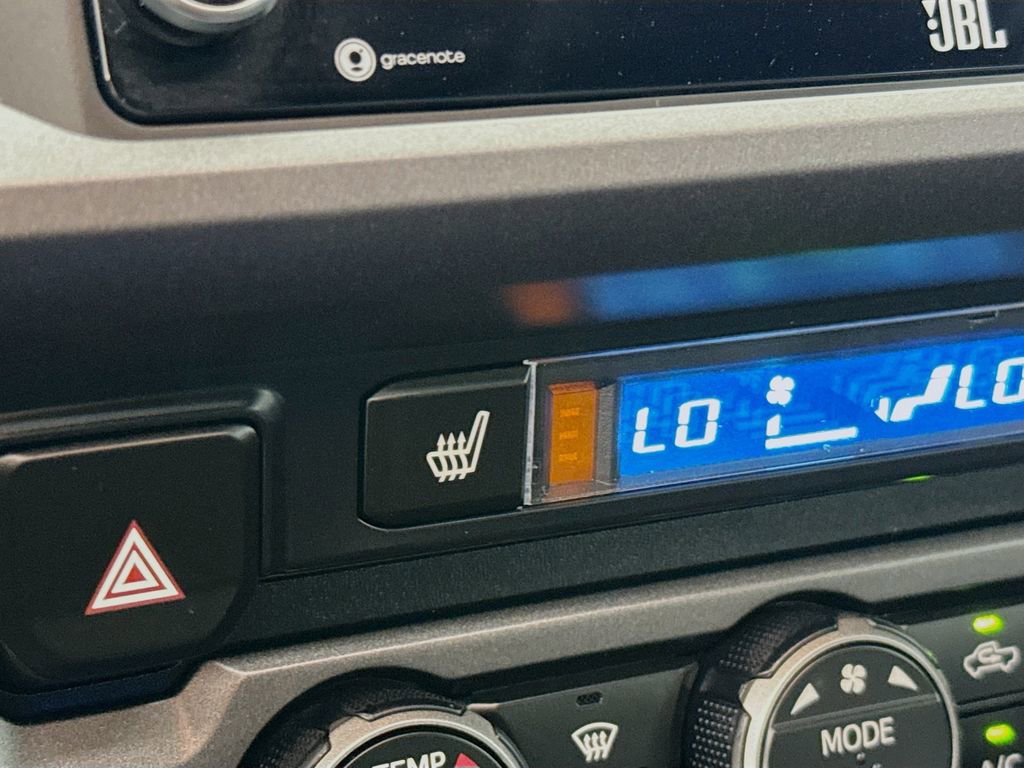 gracenote
JBL
LO
LO
MODE
TEMP
A/C